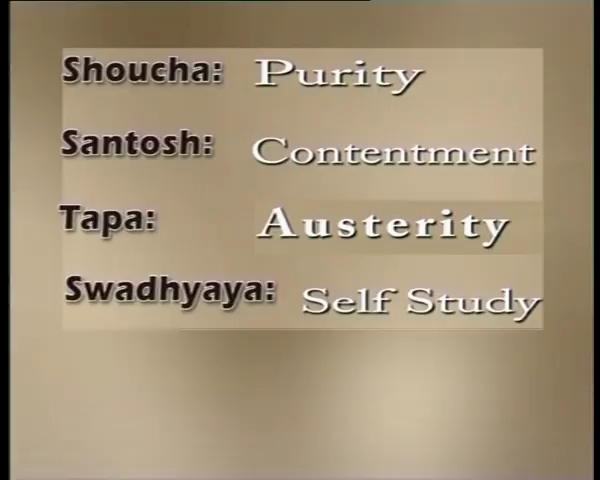 Shoucha: Purity
Santosh: Contentment
Tapa: Austerity
Swadhyaya: Self Study